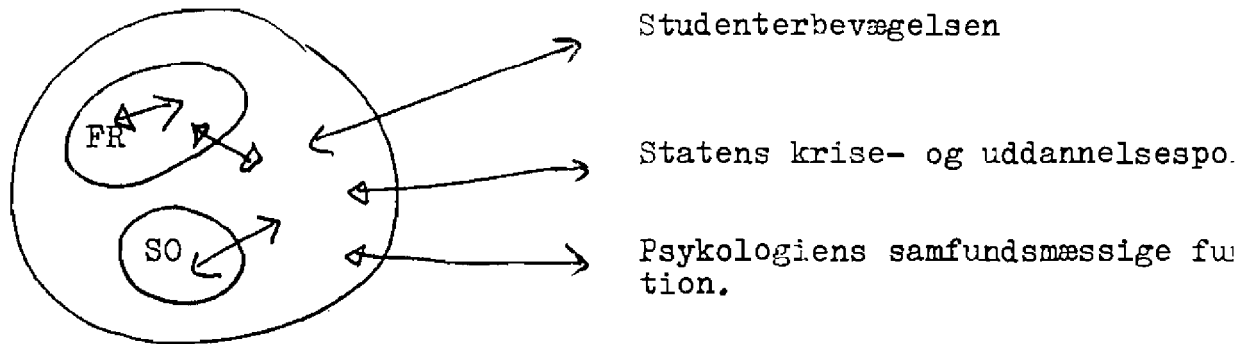 Studenterbevægelsen
FR
Statens krise- og uddannelsespo
SO
Psykologiens samfundsmæssige fu
tion.